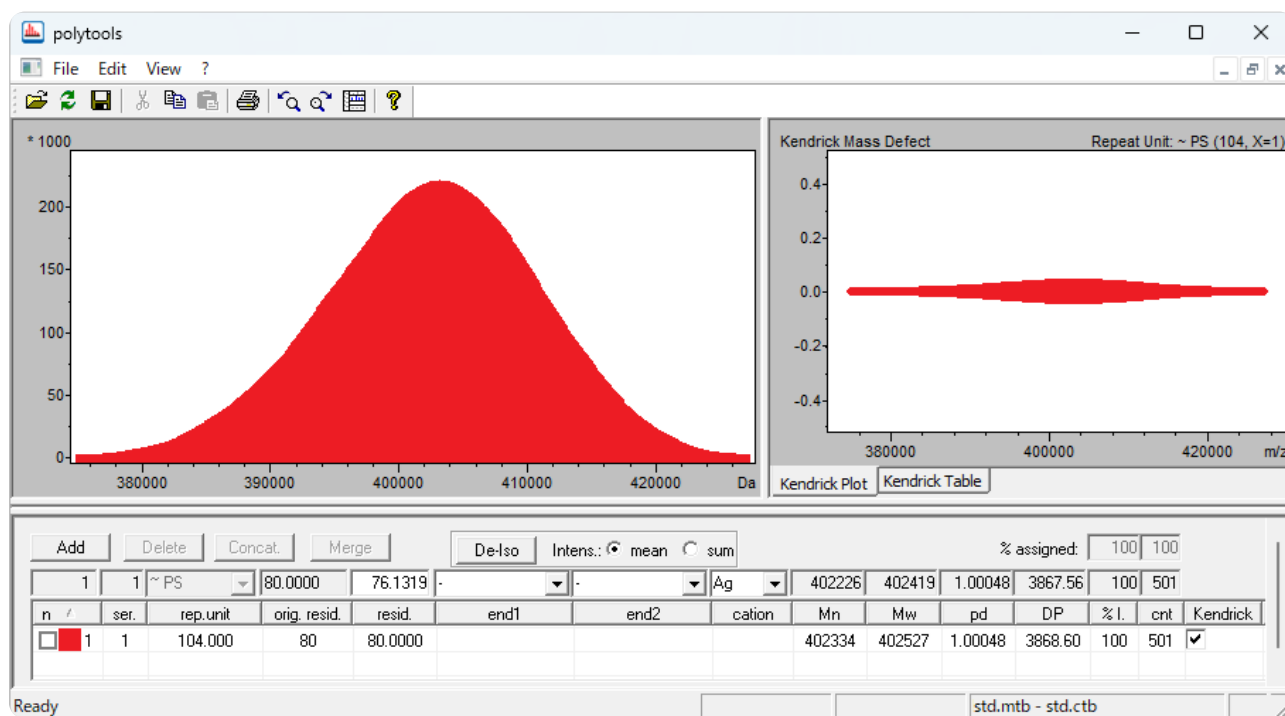 polytools
File Edit View ?
* 1000
200
150
100
50
0
380000 390000 400000 410000 420000 Da
Kendrick Mass Defect Repeat Unit: ~ PS (104, X=1)
0.4
0.2
0.0
-0.2
-0.4
380000 400000 420000 m/z
Kendrick Plot Kendrick Table
Add Delete Concat. Merge De-Iso Intens.: mean sum % assigned: 100 100
1 1 ~ PS 80.0000 76.1319 - - Ag 402226 402419 1.00048 3867.56 100 501
n ser. rep.unit orig. resid. resid. end1 end2 cation Mn Mw pd DP % I. cnt Kendrick
1 1 104.000 80 80.0000 402334 402527 1.00048 3868.60 100 501
Ready std.mtb - std.ctb